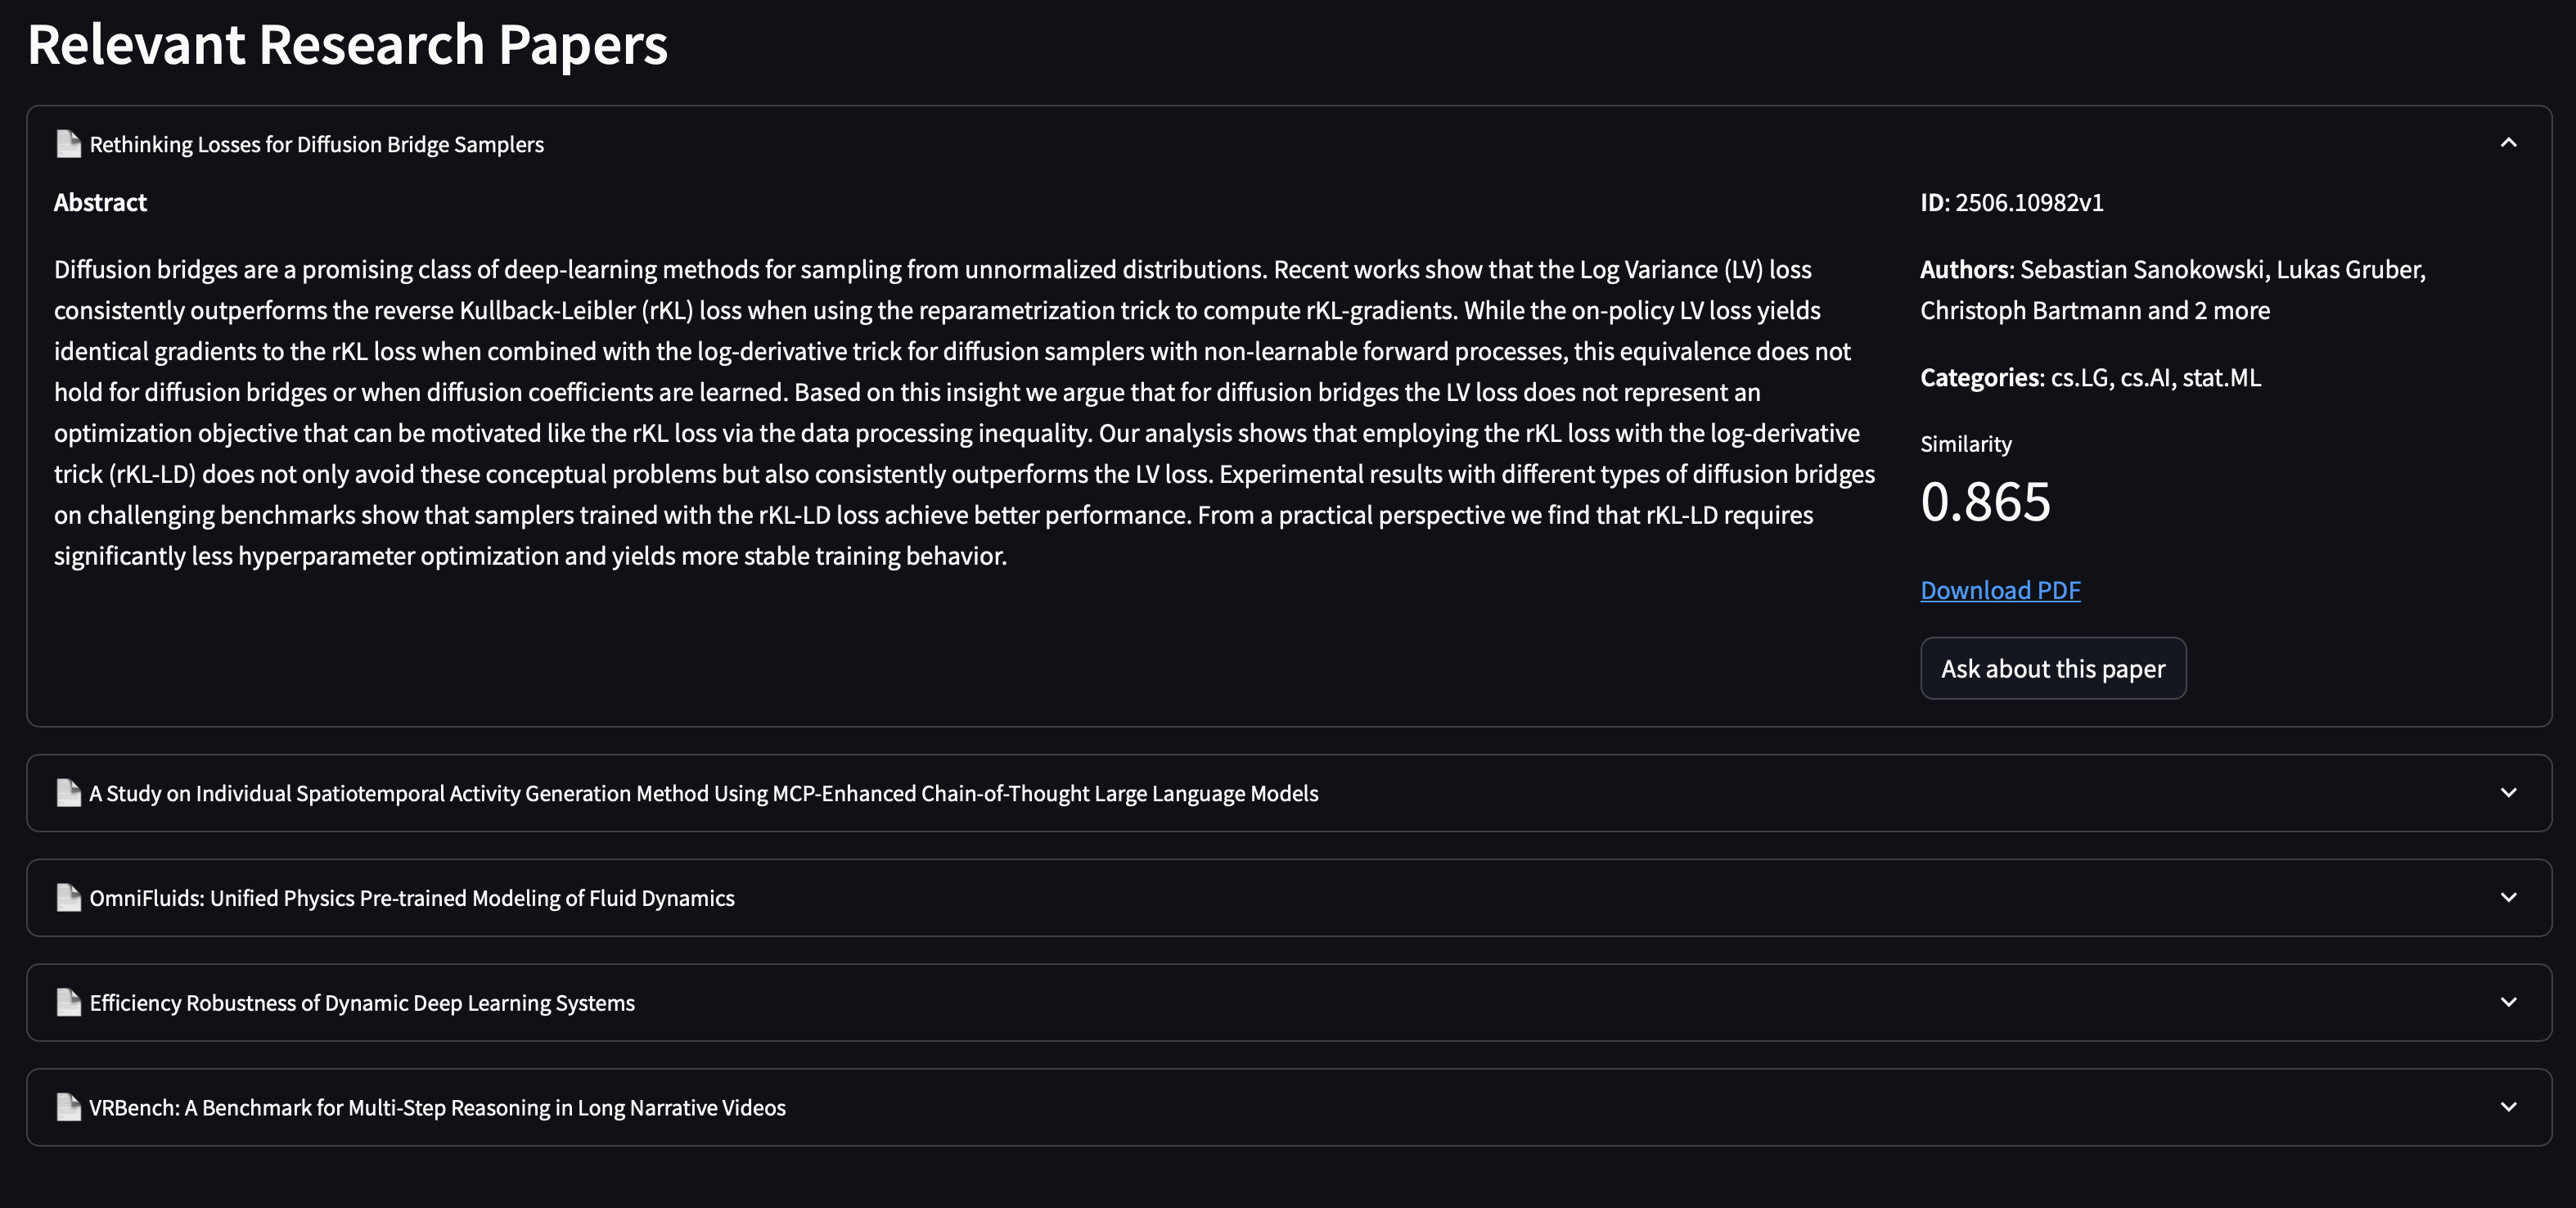 Relevant Research Papers
Rethinking Losses for Diffusion Bridge Samplers
Abstract
Diffusion bridges are a promising class of deep-learning methods for sampling from unnormalized distributions. Recent works show that the Log Variance (LV) loss
consistently outperforms the reverse Kullback-Leibler (rKL) loss when using the reparametrization trick to compute rKL-gradients. While the on-policy LV loss yields
identical gradients to the rKL loss when combined with the log-derivative trick for diffusion samplers with non-learnable forward processes, this equivalence does not
hold for diffusion bridges or when diffusion coefficients are learned. Based on this insight we argue that for diffusion bridges the LV loss does not represent an
optimization objective that can be motivated like the rKL loss via the data processing inequality. Our analysis shows that employing the rKL loss with the log-derivative
trick (rKL-LD) does not only avoid these conceptual problems but also consistently outperforms the LV loss. Experimental results with different types of diffusion bridges
on challenging benchmarks show that samplers trained with the rKL-LD loss achieve better performance. From a practical perspective we find that rKL-LD requires
significantly less hyperparameter optimization and yields more stable training behavior.
ID: 2506.10982v1
Authors: Sebastian Sanokowski, Lukas Gruber,
Christoph Bartmann and 2 more
Categories: cs.LG, cs.AI, stat.ML
Similarity
0.865
Download PDF
Ask about this paper
A Study on Individual Spatiotemporal Activity Generation Method Using MCP-Enhanced Chain-of-Thought Large Language Models
OmniFluids: Unified Physics Pre-trained Modeling of Fluid Dynamics
Efficiency Robustness of Dynamic Deep Learning Systems
VRBench: A Benchmark for Multi-Step Reasoning in Long Narrative Videos